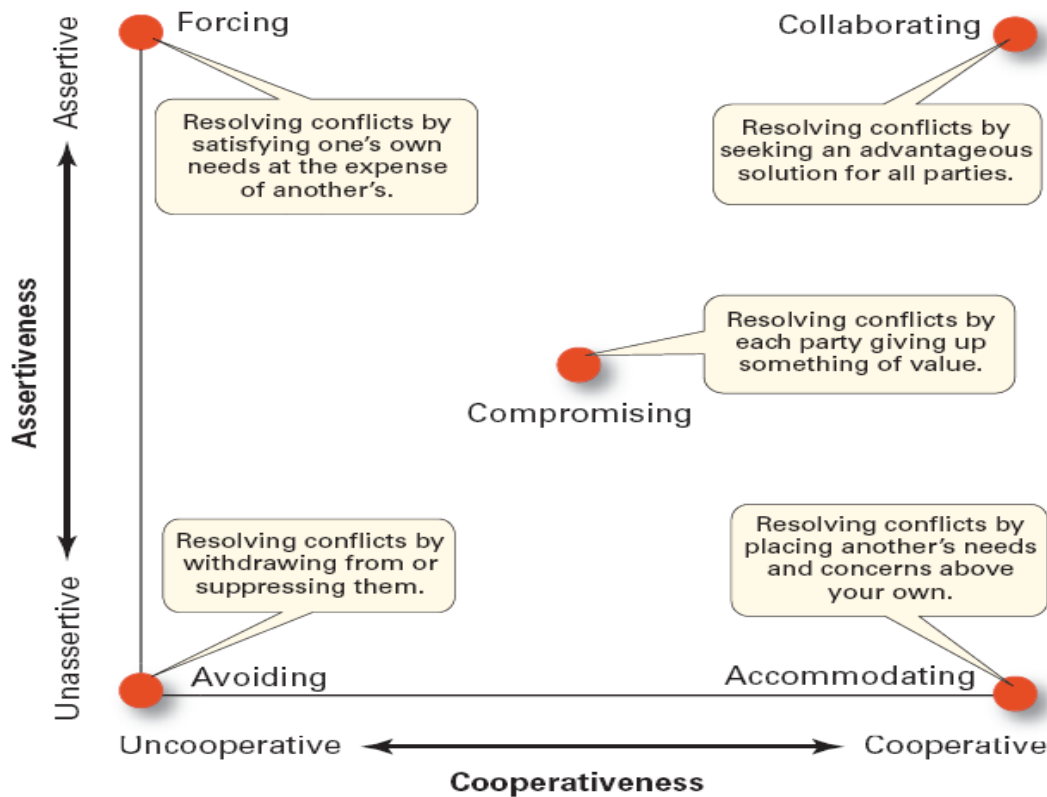 Forcing
Collaborating
Assertive
Resolving conflicts by
satisfying one's own
needs at the expense
of another's.
Resolving conflicts by
seeking an advantageous
solution for all parties.
Assertiveness
Resolving conflicts by
each party giving up
something of value.
Compromising
Resolving conflicts by
withdrawing from or
suppressing them.
Resolving conflicts by
placing another's needs
and concerns above
your own.
Unassertive
Avoiding
Accommodating
Uncooperative
Cooperative
Cooperativeness